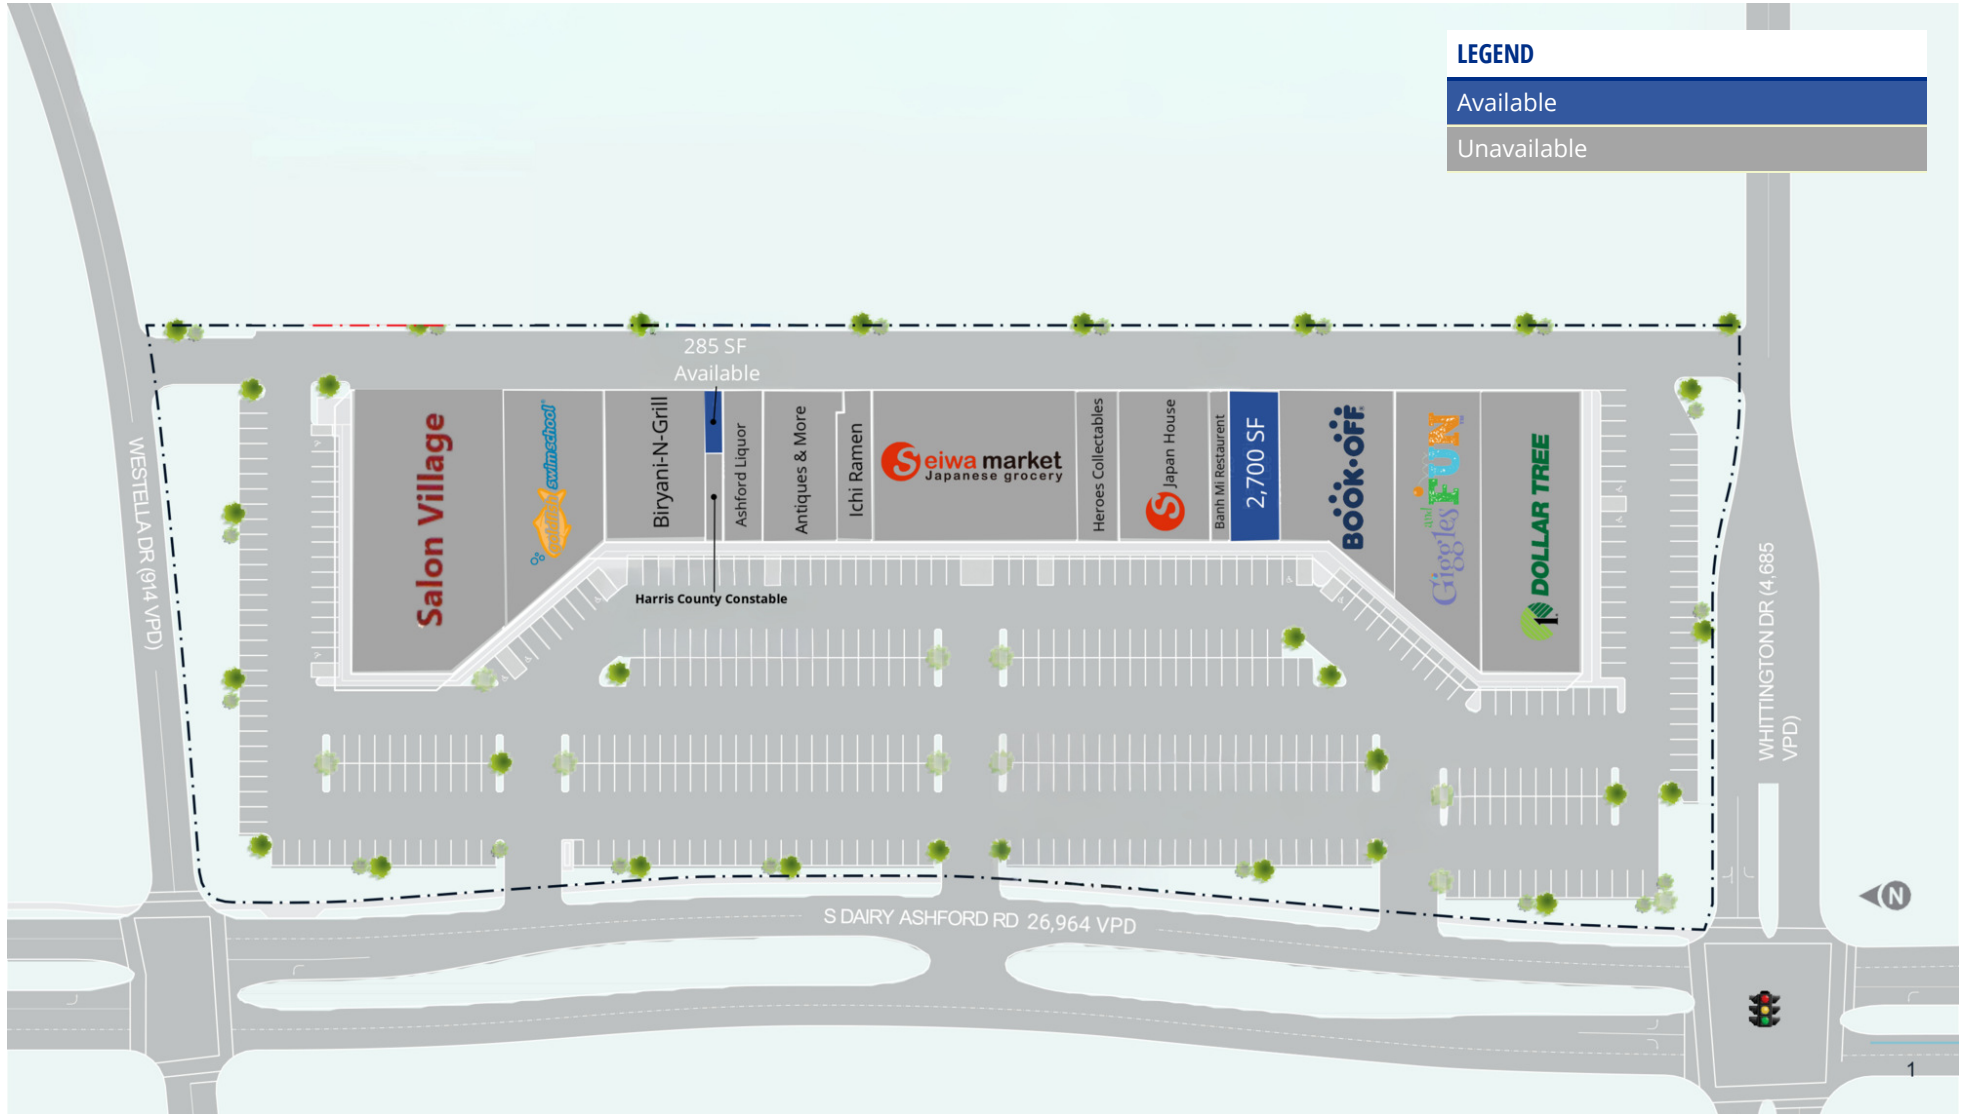 LEGEND
Available
Unavailable
285 SF
Available
Salon Village
goldfish swimschool
Biryani-N-Grill
Harris County Constable
Ashford Liquor
Antiques & More
Ichi Ramen
Seiwa market
Japanese grocery
Heroes Collectables
S Japan House
Banh Mi Restaurent
2,700 SF
BOOK•OFF
Giggles and FUN
DOLLAR TREE
WESTELLA DR (914 VPD)
WHITTINGTON DR (4,685
VPD)
S DAIRY ASHFORD RD 26,964 VPD
N
1